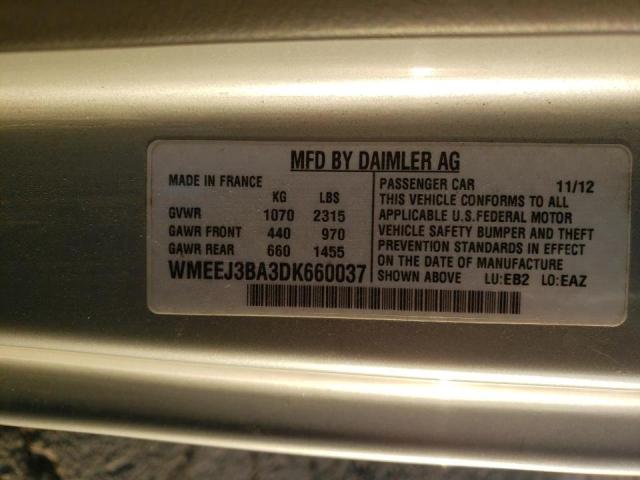 MFD BY DAIMLER AG
MADE IN FRANCE
KG LBS
GVWR 1070 2315
GAWR FRONT 440 970
GAWR REAR 660 1455
WMEEJ3BA3DK660037
PASSENGER CAR 11/12
THIS VEHICLE CONFORMS TO ALL
APPLICABLE U.S.FEDERAL MOTOR
VEHICLE SAFETY BUMPER AND THEFT
PREVENTION STANDARDS IN EFFECT
ON THE DATE OF MANUFACTURE
SHOWN ABOVE LU:EB2 LO:EAZ